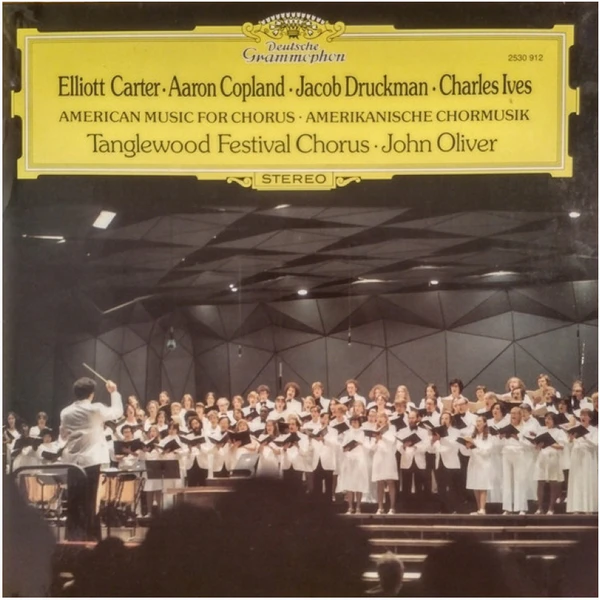 Deutsche
Grammophon
2530 912
Elliott Carter · Aaron Copland · Jacob Druckman · Charles Ives
AMERICAN MUSIC FOR CHORUS · AMERIKANISCHE CHORMUSIK
Tanglewood Festival Chorus · John Oliver
STEREO